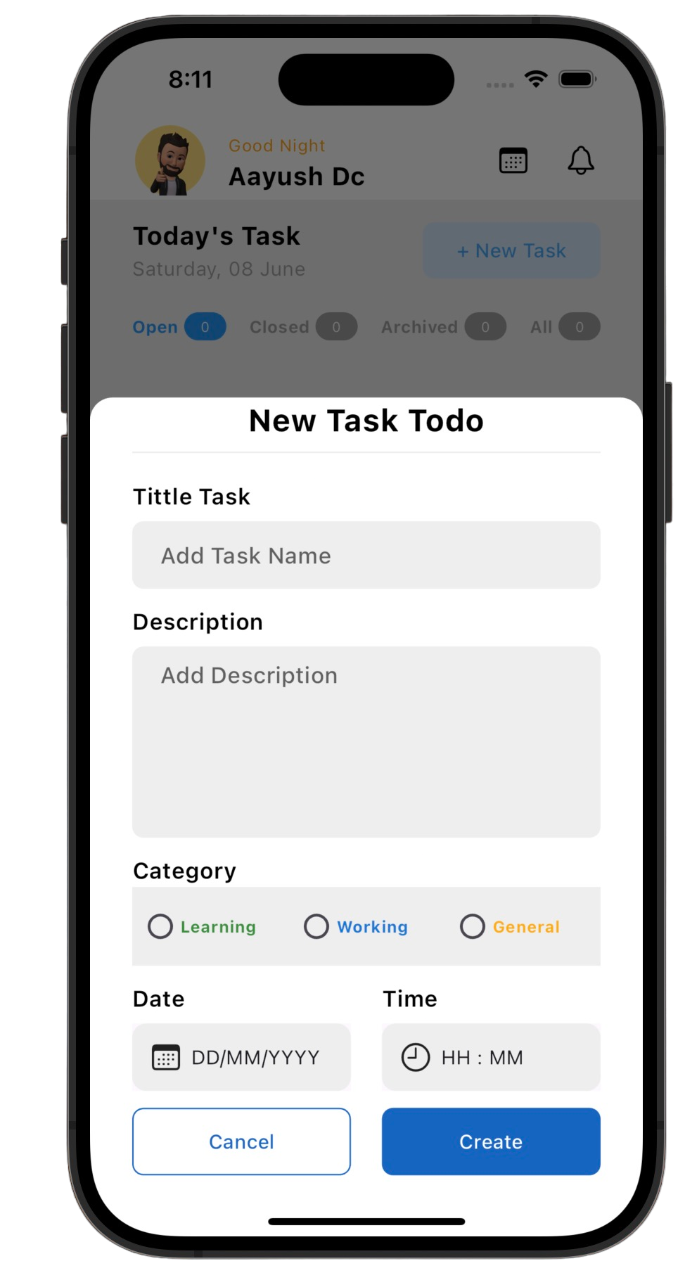 8:11
Good Night
Aayush Dc
Today's Task
+ New Task
Saturday, 08 June
Open 0 Closed 0 Archived 0 All 0
New Task Todo
Tittle Task
Add Task Name
Description
Add Description
Category
Learning Working General
Date Time
DD/MM/YYYY HH : MM
Cancel Create